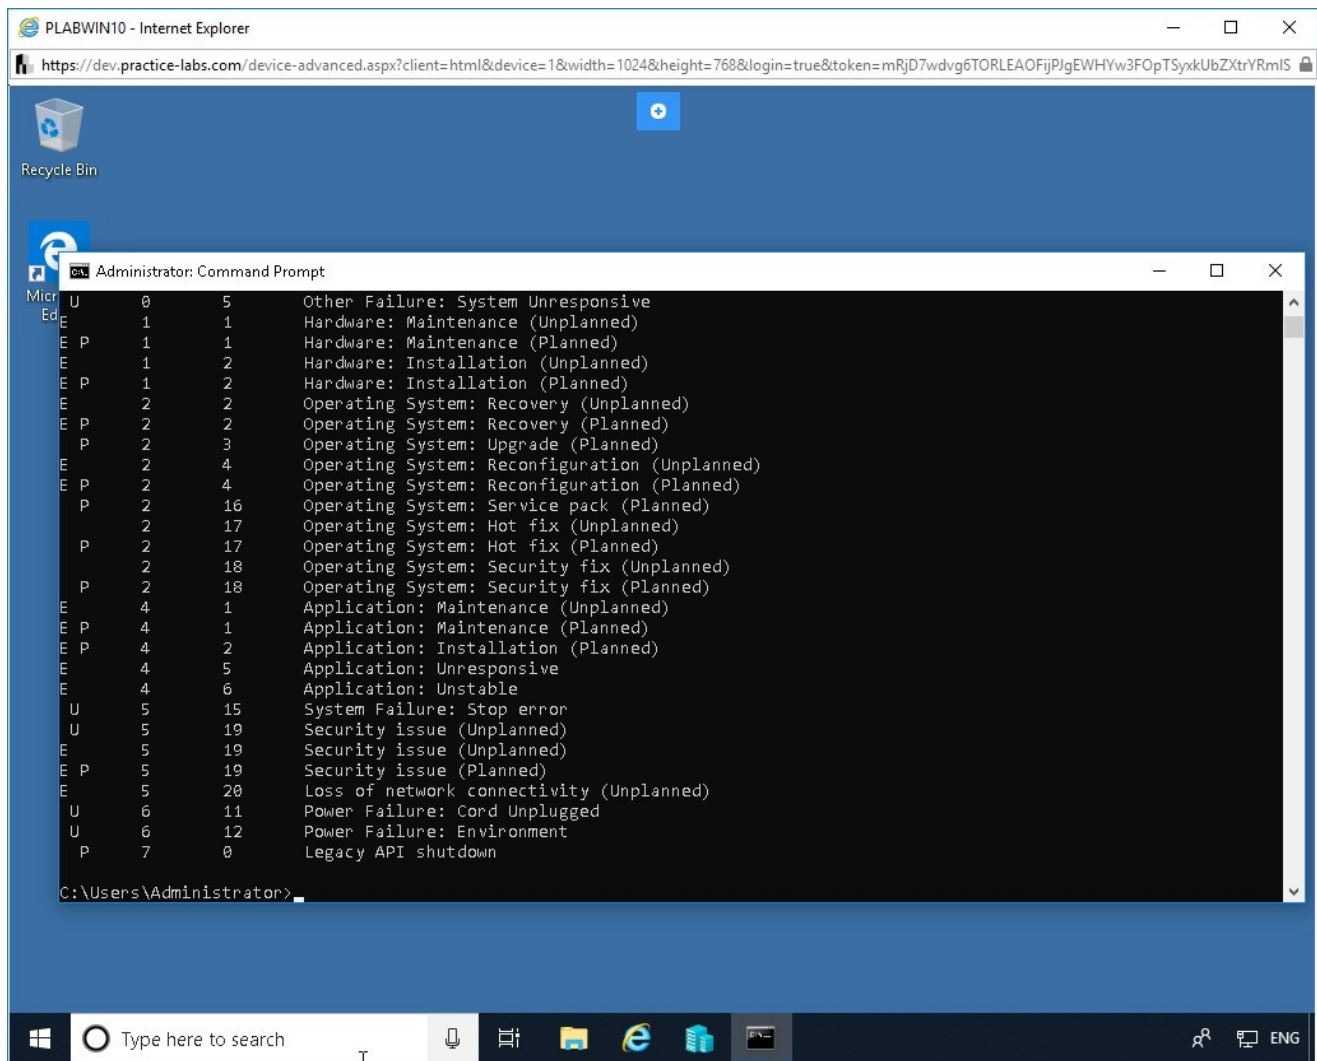 PLABWIN10 - Internet Explorer
https://dev.practice-labs.com/device-advanced.aspx?client=html&device=1&width=1024&height=768&login=true&token=mRjD7wdvg6TORLEAOFijPJgEWHYw3FOpTSyxkUbZXtrYRmIS
Recycle Bin
Administrator: Command Prompt
Micr
Ed
U 0 5 Other Failure: System Unresponsive
E 1 1 Hardware: Maintenance (Unplanned)
E P 1 1 Hardware: Maintenance (Planned)
E 1 2 Hardware: Installation (Unplanned)
E P 1 2 Hardware: Installation (Planned)
E 2 2 Operating System: Recovery (Unplanned)
E P 2 2 Operating System: Recovery (Planned)
P 2 3 Operating System: Upgrade (Planned)
E 2 4 Operating System: Reconfiguration (Unplanned)
E P 2 4 Operating System: Reconfiguration (Planned)
P 2 16 Operating System: Service pack (Planned)
2 17 Operating System: Hot fix (Unplanned)
P 2 17 Operating System: Hot fix (Planned)
2 18 Operating System: Security fix (Unplanned)
P 2 18 Operating System: Security fix (Planned)
E 4 1 Application: Maintenance (Unplanned)
E P 4 1 Application: Maintenance (Planned)
E P 4 2 Application: Installation (Planned)
E 4 5 Application: Unresponsive
E 4 6 Application: Unstable
U 5 15 System Failure: Stop error
U 5 19 Security issue (Unplanned)
E 5 19 Security issue (Unplanned)
E P 5 19 Security issue (Planned)
E 5 20 Loss of network connectivity (Unplanned)
U 6 11 Power Failure: Cord Unplugged
U 6 12 Power Failure: Environment
P 7 0 Legacy API shutdown
C:\Users\Administrator>
Type here to search
ENG